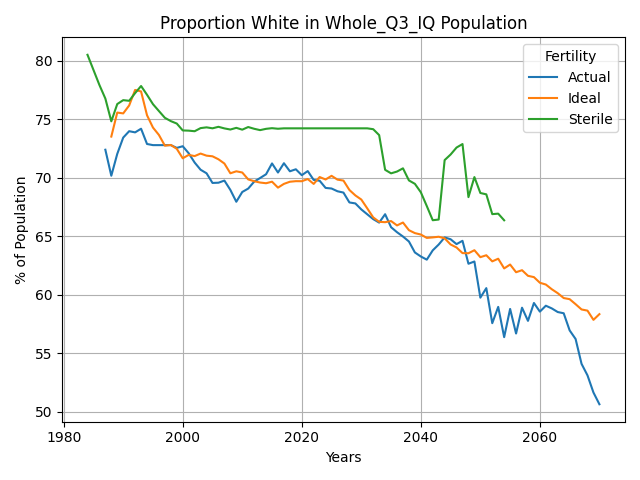 Proportion White in Whole_Q3_IQ Population
% of Population
80
75
70
65
60
55
50
1980
2000
2020
2040
2060
Years
Fertility
Actual
Ideal
Sterile